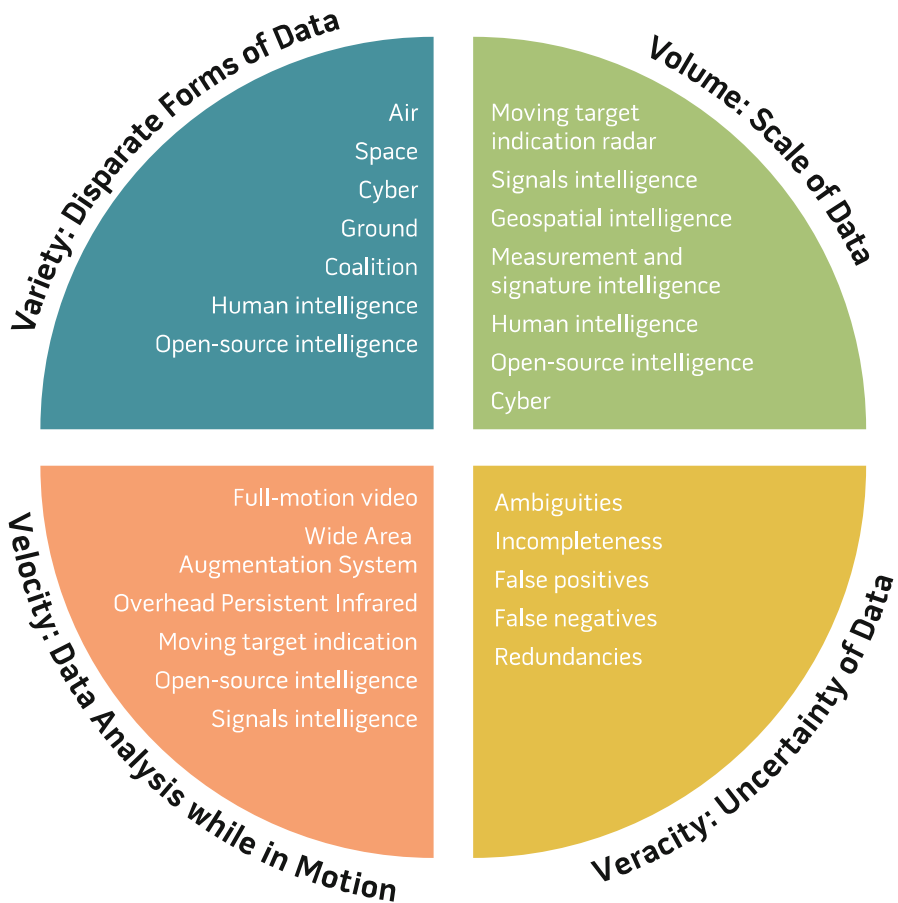 Variety: Disparate Forms of Data
Air
Space
Cyber
Ground
Coalition
Human intelligence
Open-source intelligence
Volume: Scale of Data
Moving target
indication radar
Signals intelligence
Geospatial intelligence
Measurement and
signature intelligence
Human intelligence
Open-source intelligence
Cyber
Velocity: Data Analysis while in Motion
Full-motion video
Wide Area
Augmentation System
Overhead Persistent Infrared
Moving target indication
Open-source intelligence
Signals intelligence
Veracity: Uncertainty of Data
Ambiguities
Incompleteness
False positives
False negatives
Redundancies